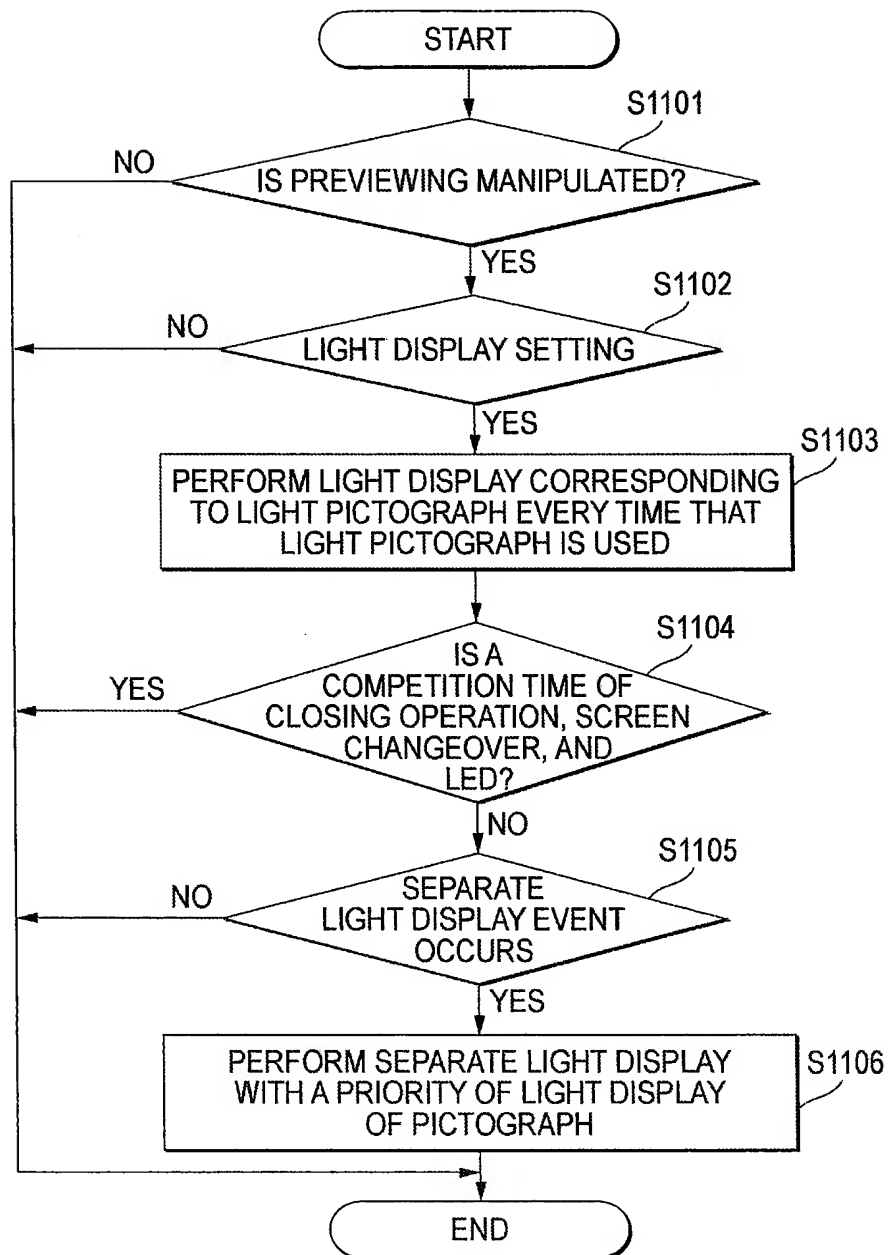 START
S1101
NO
IS PREVIEWING MANIPULATED?
YES
S1102
NO
LIGHT DISPLAY SETTING
YES
S1103
PERFORM LIGHT DISPLAY CORRESPONDING
TO LIGHT PICTOGRAPH EVERY TIME THAT
LIGHT PICTOGRAPH IS USED
S1104
IS A
YES
COMPETITION TIME OF
CLOSING OPERATION, SCREEN
CHANGEOVER, AND
LED?
NO
S1105
NO
SEPARATE
LIGHT DISPLAY EVENT
OCCURS
YES
PERFORM SEPARATE LIGHT DISPLAY
WITH A PRIORITY OF LIGHT DISPLAY
OF PICTOGRAPH
S1106
END